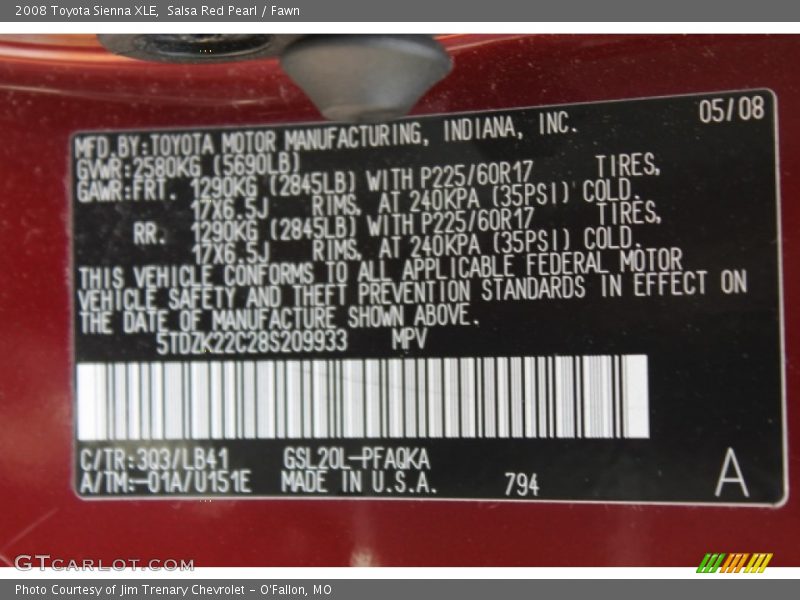 2008 Toyota Sienna XLE,  Salsa Red Pearl / Fawn
05/08
MFD.BY:TOYOTA MOTOR MANUFACTURING, INDIANA, INC.
GVWR:2580KG (5690LB)
GAWR:FRT. 1290KG (2845LB) WITH P225/60R17 TIRES,
17X6.5J RIMS, AT 240KPA (35PSI) COLD.
RR. 1290KG (2845LB) WITH P225/60R17 TIRES,
17X6.5J RIMS, AT 240KPA (35PSI) COLD.
THIS VEHICLE CONFORMS TO ALL APPLICABLE FEDERAL MOTOR
VEHICLE SAFETY AND THEFT PREVENTION STANDARDS IN EFFECT ON
THE DATE OF MANUFACTURE SHOWN ABOVE.
5TDZK22C28S209933 MPV
C/TR:3Q3/LB41 GSL20L-PFAQKA
A/TM:-01A/U151E MADE IN U.S.A. 794 A
GTCarLot.com
Photo Courtesy of Jim Trenary Chevrolet - O'Fallon, MO